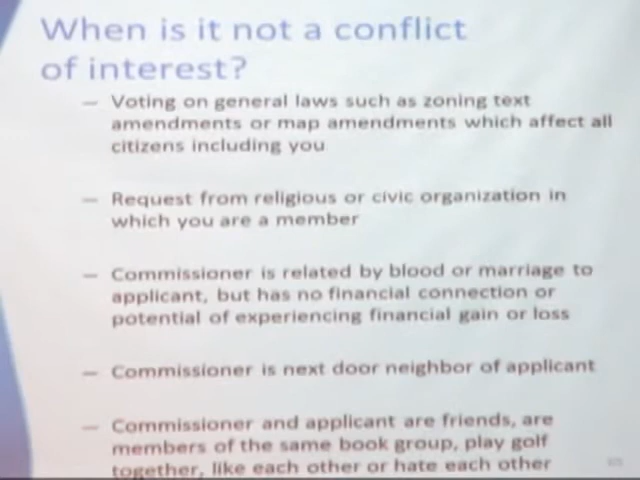 When is it not a conflict
of interest?
— Voting on general laws such as zoning text
amendments or map amendments which affect all
citizens including you
— Request from religious or civic organization in
which you are a member
— Commissioner is related by blood or marriage to
applicant, but has no financial connection or
potential of experiencing financial gain or loss
— Commissioner is next door neighbor of applicant
— Commissioner and applicant are friends, are
members of the same book group, play golf
together, like each other or hate each other